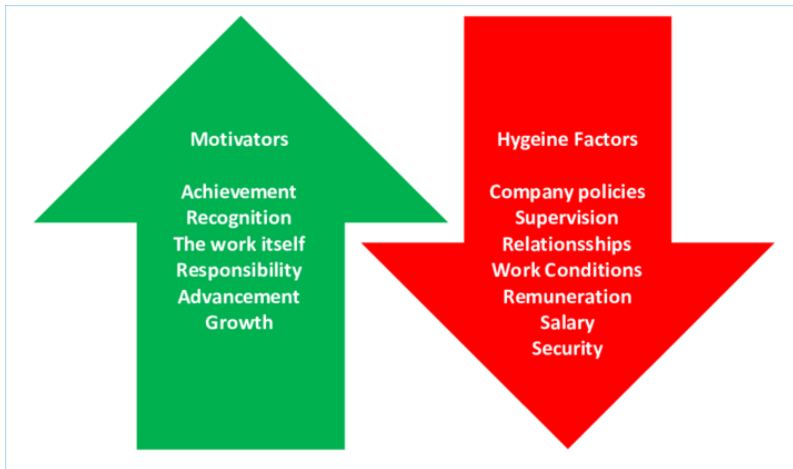 Motivators
Achievement
Recognition
The work itself
Responsibility
Advancement
Growth
Hygeine Factors
Company policies
Supervision
Relationsships
Work Conditions
Remuneration
Salary
Security